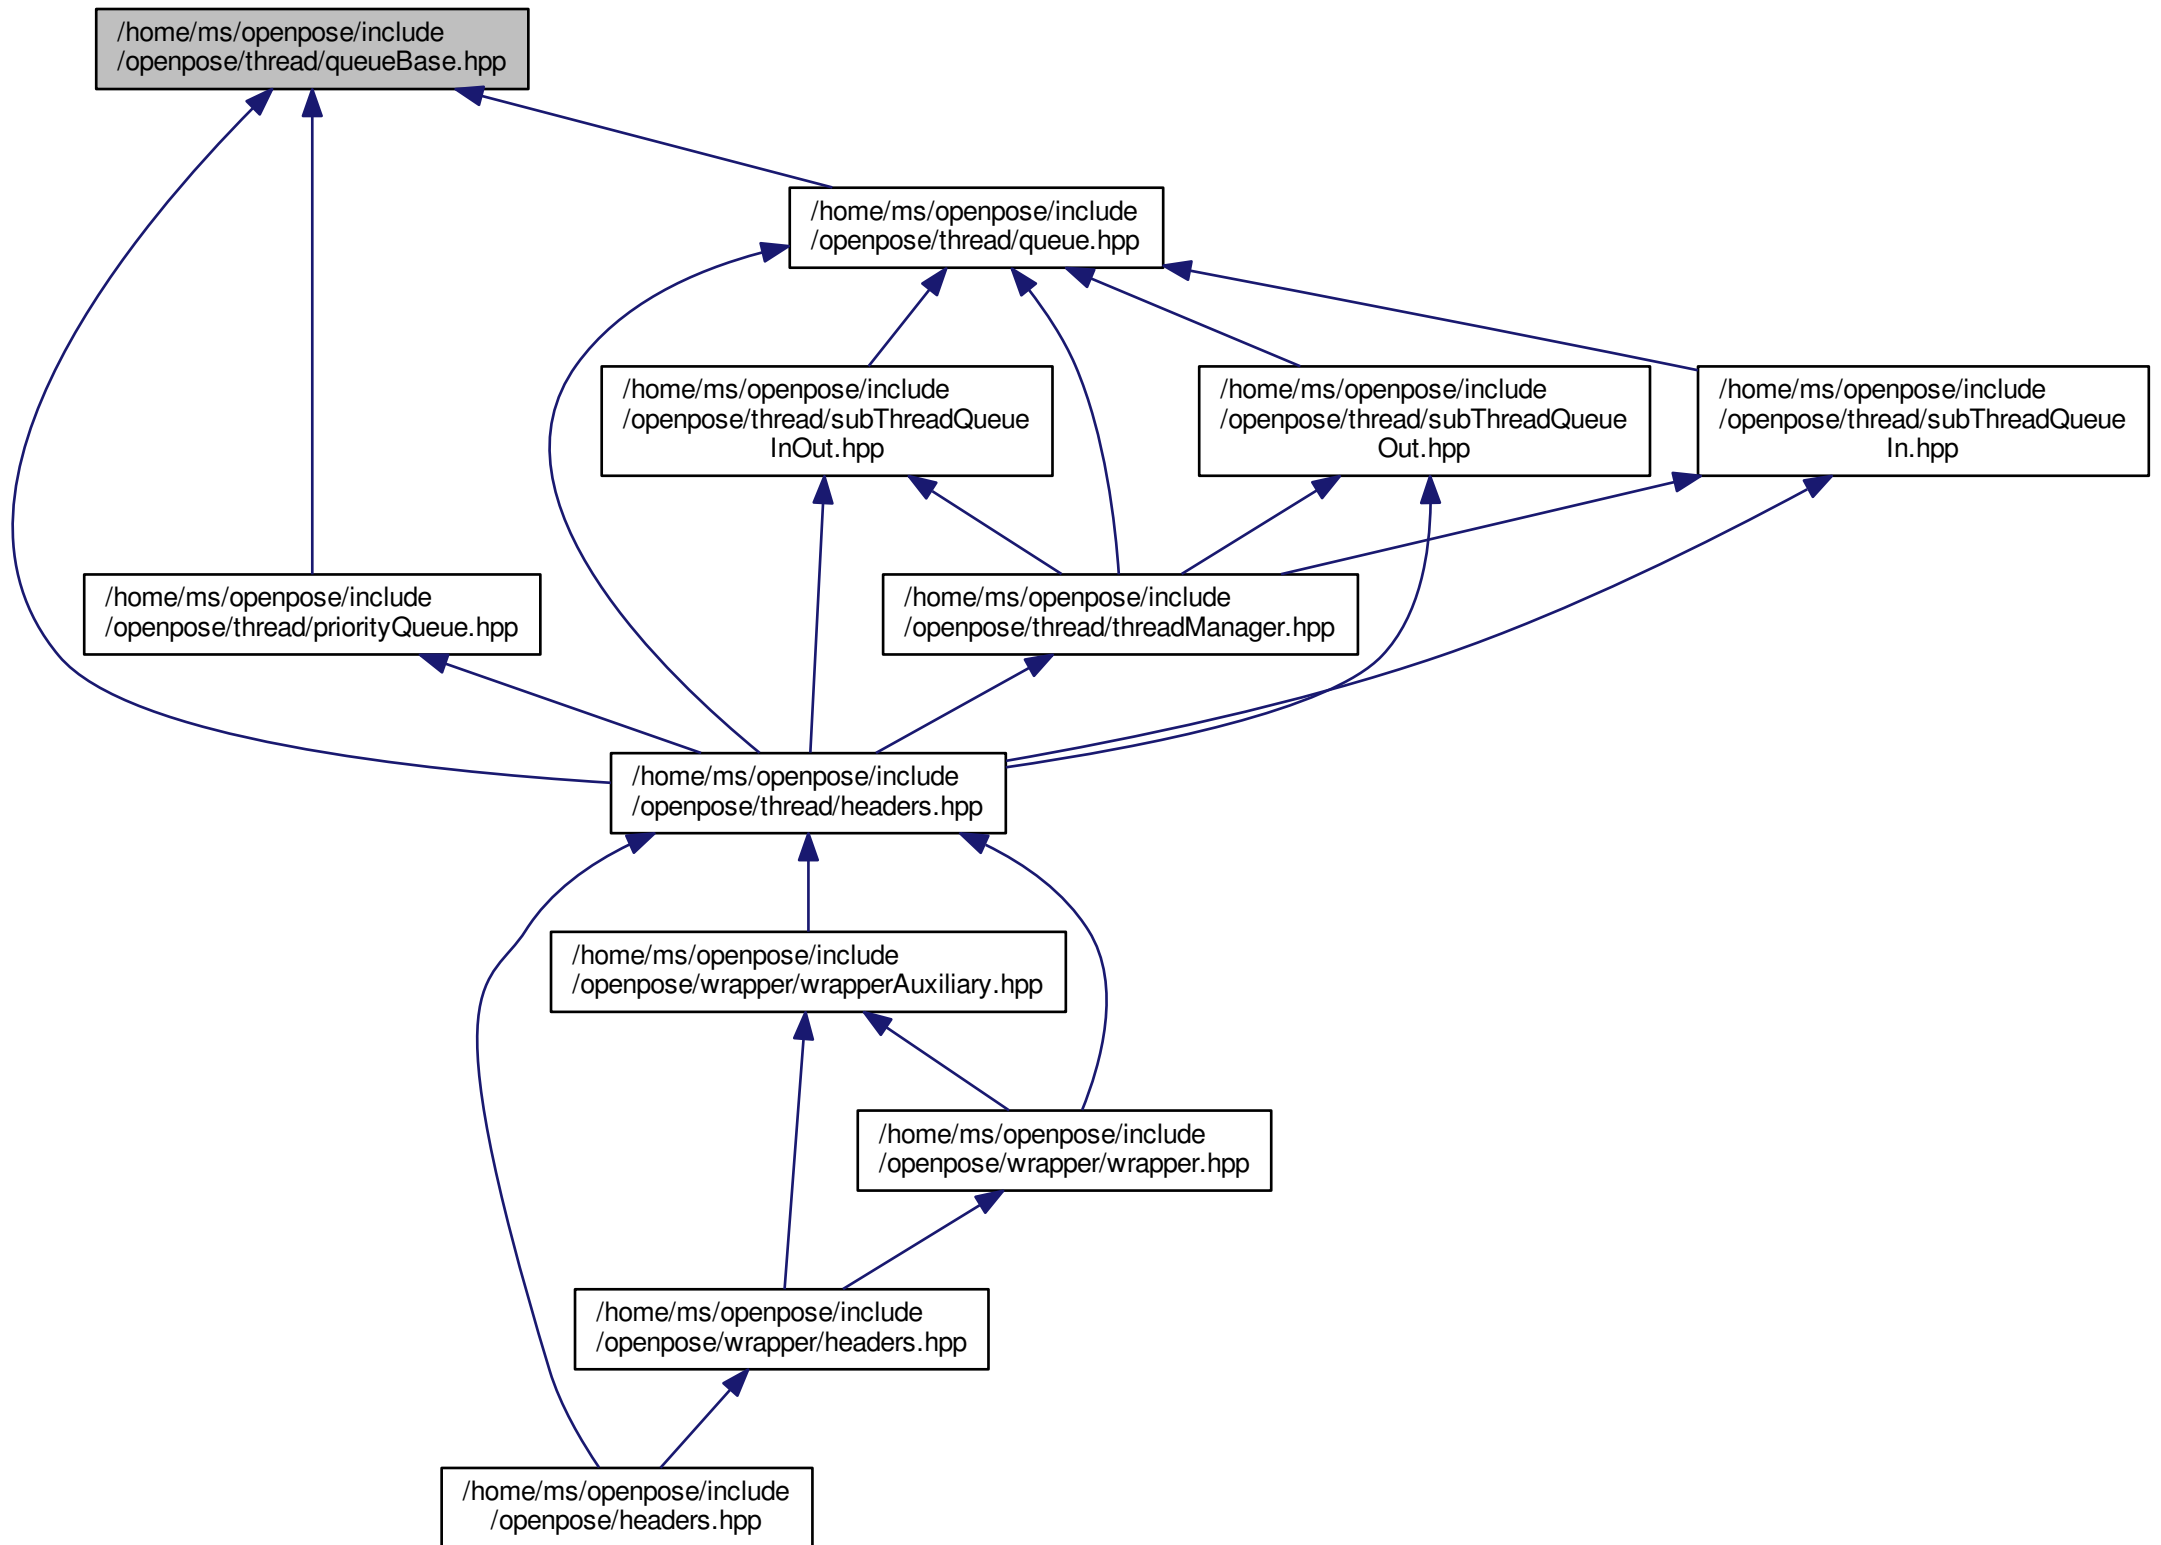 /home/ms/openpose/include
/openpose/thread/queueBase.hpp
/home/ms/openpose/include
/openpose/thread/queue.hpp
/home/ms/openpose/include
/openpose/thread/subThreadQueue
InOut.hpp
/home/ms/openpose/include
/openpose/thread/subThreadQueue
Out.hpp
/home/ms/openpose/include
/openpose/thread/subThreadQueue
In.hpp
/home/ms/openpose/include
/openpose/thread/priorityQueue.hpp
/home/ms/openpose/include
/openpose/thread/threadManager.hpp
/home/ms/openpose/include
/openpose/thread/headers.hpp
/home/ms/openpose/include
/openpose/wrapper/wrapperAuxiliary.hpp
/home/ms/openpose/include
/openpose/wrapper/wrapper.hpp
/home/ms/openpose/include
/openpose/wrapper/headers.hpp
/home/ms/openpose/include
/openpose/headers.hpp